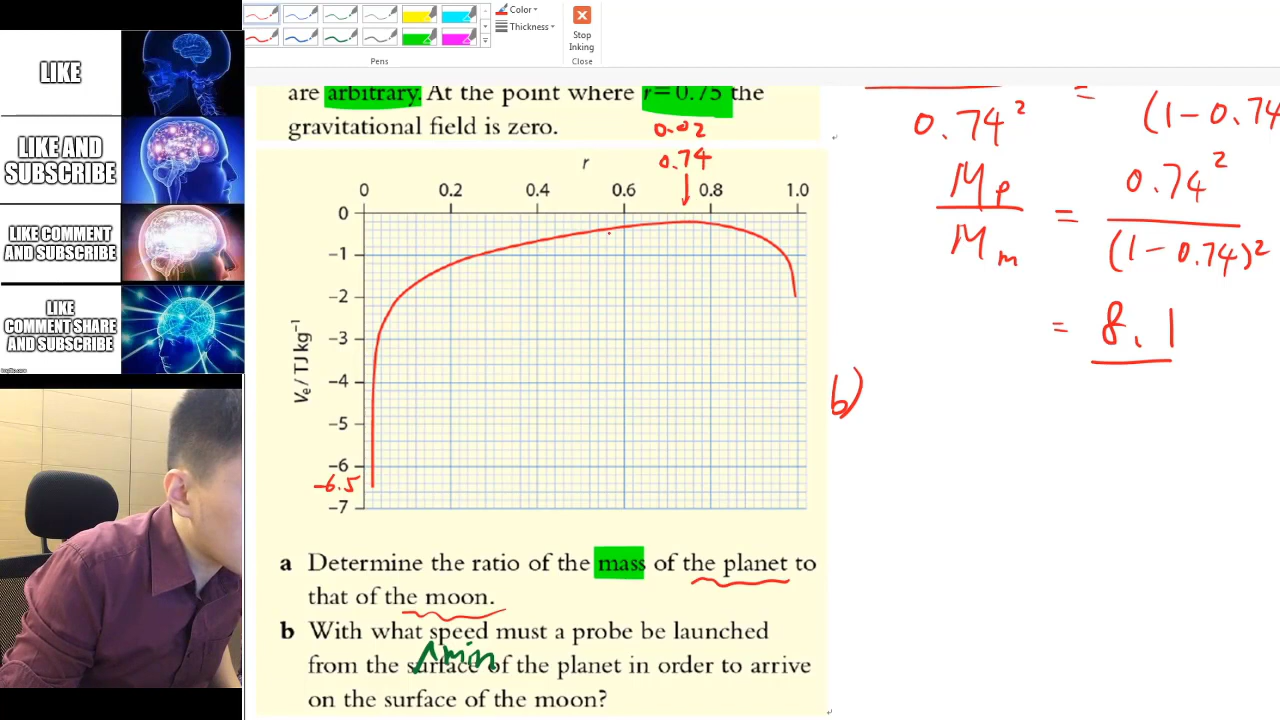 Color
Thickness
Stop
Inking
Pens
Close
LIKE
LIKE AND
SUBSCRIBE
LIKE COMMENT
AND SUBSCRIBE
LIKE
COMMENT SHARE
AND SUBSCRIBE
imgflip.com
are arbitrary. At the point where r = 0.75 the
gravitational field is zero.
0.02
0.74
r
0 0.2 0.4 0.6 0.8 1.0
0
−1
−2
−3
−4
−5
−6
−6.5
−7
Ve / TJ kg⁻¹
a Determine the ratio of the mass of the planet to
that of the moon.
b With what speed must a probe be launched
min
from the surface of the planet in order to arrive
on the surface of the moon?
0.74² = (1-0.74
Mp / Mm = 0.74² / (1-0.74)²
= 8.1
b)